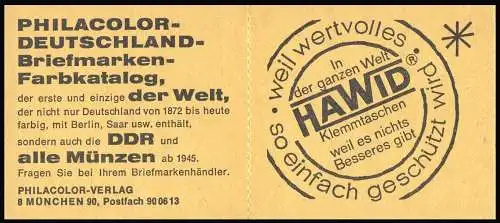 PHILACOLOR-
DEUTSCHLAND-
Briefmarken-
Farbkatalog,
der erste und einzige der Welt,
der nicht nur Deutschland von 1872 bis heute
farbig, mit Berlin, Saar usw. enthält,
sondern auch die DDR und
alle Münzen ab 1945.
Fragen Sie bei Ihrem Briefmarkenhändler.
PHILACOLOR-VERLAG
8 MÜNCHEN 90, Postfach 900613
weil wertvolles • wird • so einfach geschützt
In
der ganzen Welt
HAWID®
Klemmtaschen
weil es nichts
Besseres gibt
*